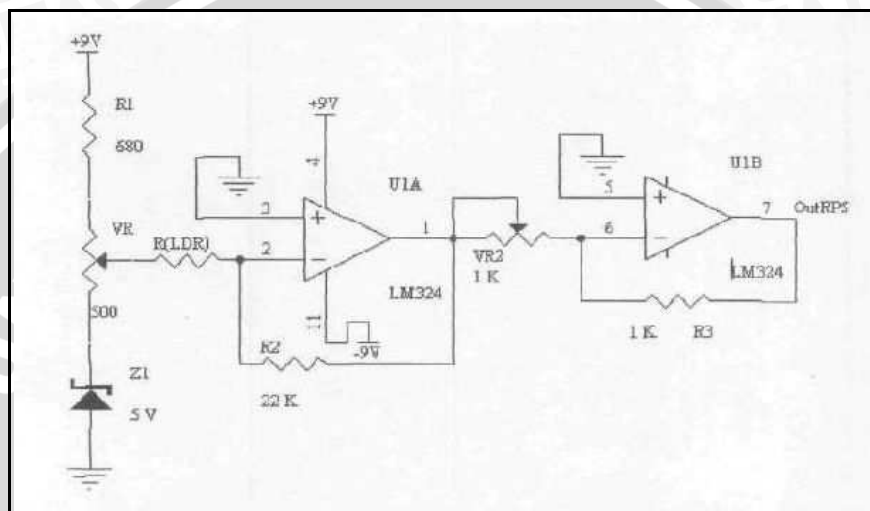 +9V
R1
680
VR
500
Z1
5 V
R(LDR)
+9V
4
U1A
3
+
2
−
1
11
-9V
LM324
R2
22 K
VR2
1 K
U1B
5
+
6
−
7
OutRPS
LM324
1 K
R3